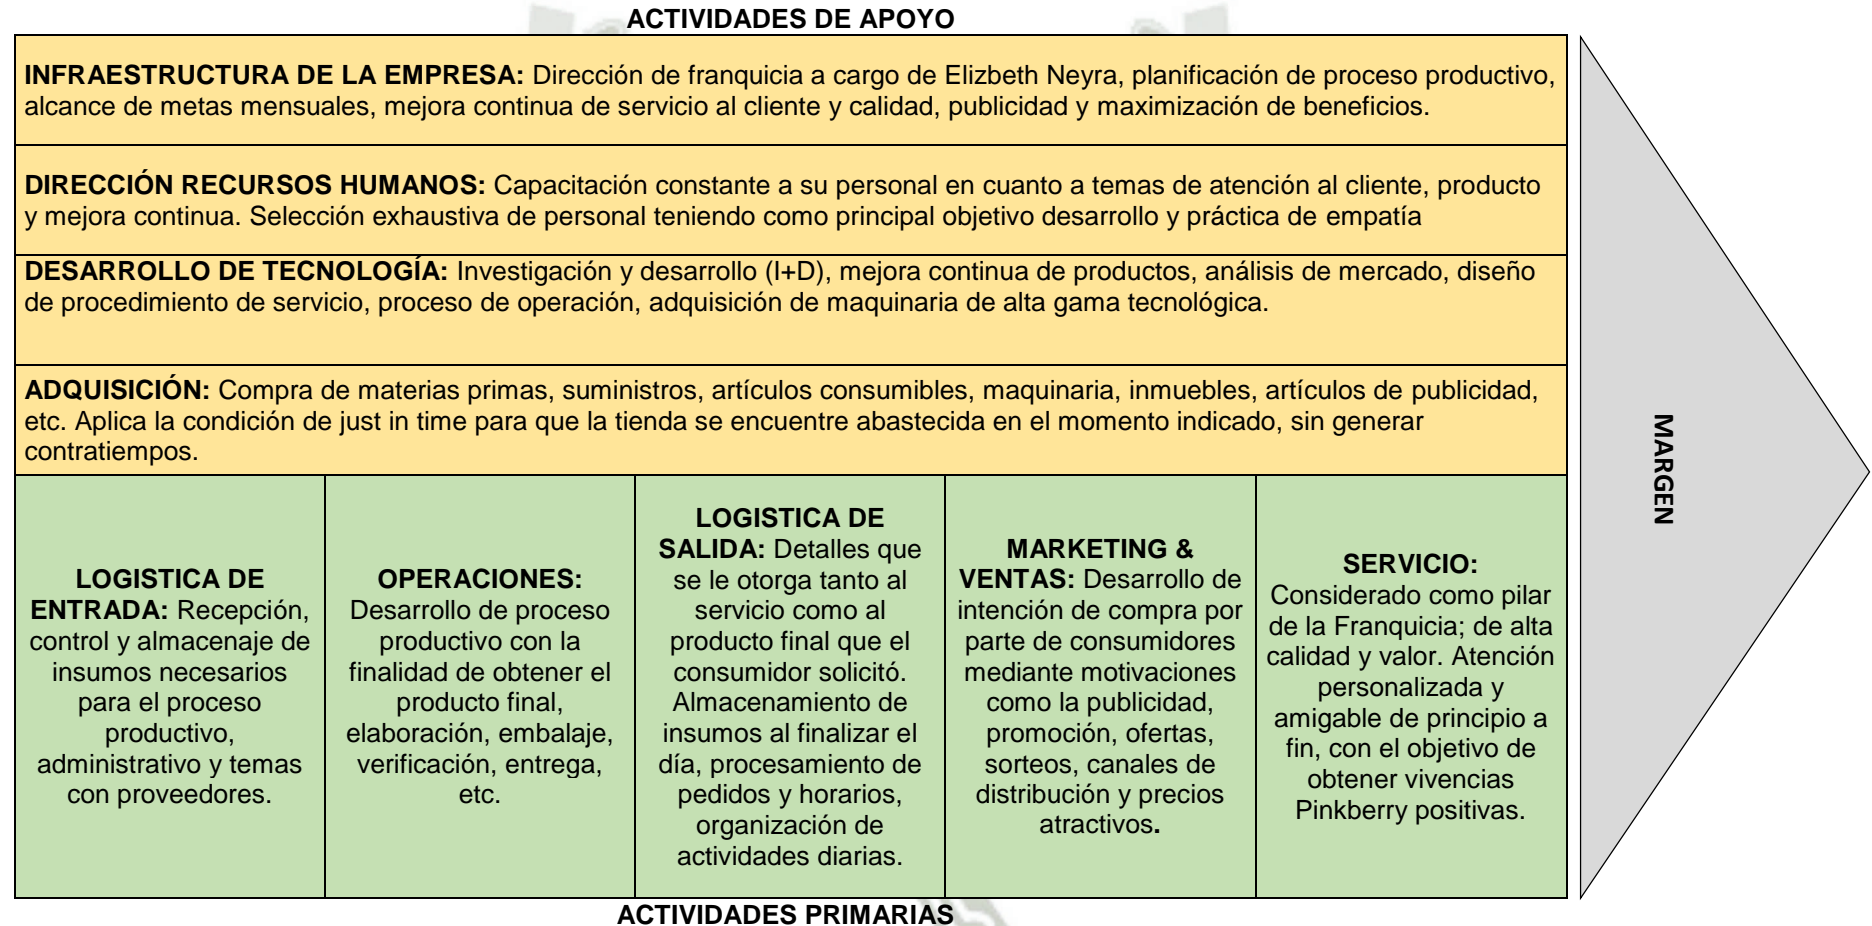 ACTIVIDADES DE APOYO
INFRAESTRUCTURA DE LA EMPRESA: Dirección de franquicia a cargo de Elizbeth Neyra, planificación de proceso productivo,
alcance de metas mensuales, mejora continua de servicio al cliente y calidad, publicidad y maximización de beneficios.
DIRECCIÓN RECURSOS HUMANOS: Capacitación constante a su personal en cuanto a temas de atención al cliente, producto
y mejora continua. Selección exhaustiva de personal teniendo como principal objetivo desarrollo y práctica de empatía
DESARROLLO DE TECNOLOGÍA: Investigación y desarrollo (I+D), mejora continua de productos, análisis de mercado, diseño
de procedimiento de servicio, proceso de operación, adquisición de maquinaria de alta gama tecnológica.
ADQUISICIÓN: Compra de materias primas, suministros, artículos consumibles, maquinaria, inmuebles, artículos de publicidad,
etc. Aplica la condición de just in time para que la tienda se encuentre abastecida en el momento indicado, sin generar
contratiempos.
LOGISTICA DE
ENTRADA: Recepción,
control y almacenaje de
insumos necesarios
para el proceso
productivo,
administrativo y temas
con proveedores.
OPERACIONES:
Desarrollo de proceso
productivo con la
finalidad de obtener el
producto final,
elaboración, embalaje,
verificación, entrega,
etc.
LOGISTICA DE
SALIDA: Detalles que
se le otorga tanto al
servicio como al
producto final que el
consumidor solicitó.
Almacenamiento de
insumos al finalizar el
día, procesamiento de
pedidos y horarios,
organización de
actividades diarias.
MARKETING &
VENTAS: Desarrollo de
intención de compra por
parte de consumidores
mediante motivaciones
como la publicidad,
promoción, ofertas,
sorteos, canales de
distribución y precios
atractivos.
SERVICIO:
Considerado como pilar
de la Franquicia; de alta
calidad y valor. Atención
personalizada y
amigable de principio a
fin, con el objetivo de
obtener vivencias
Pinkberry positivas.
MARGEN
ACTIVIDADES PRIMARIAS